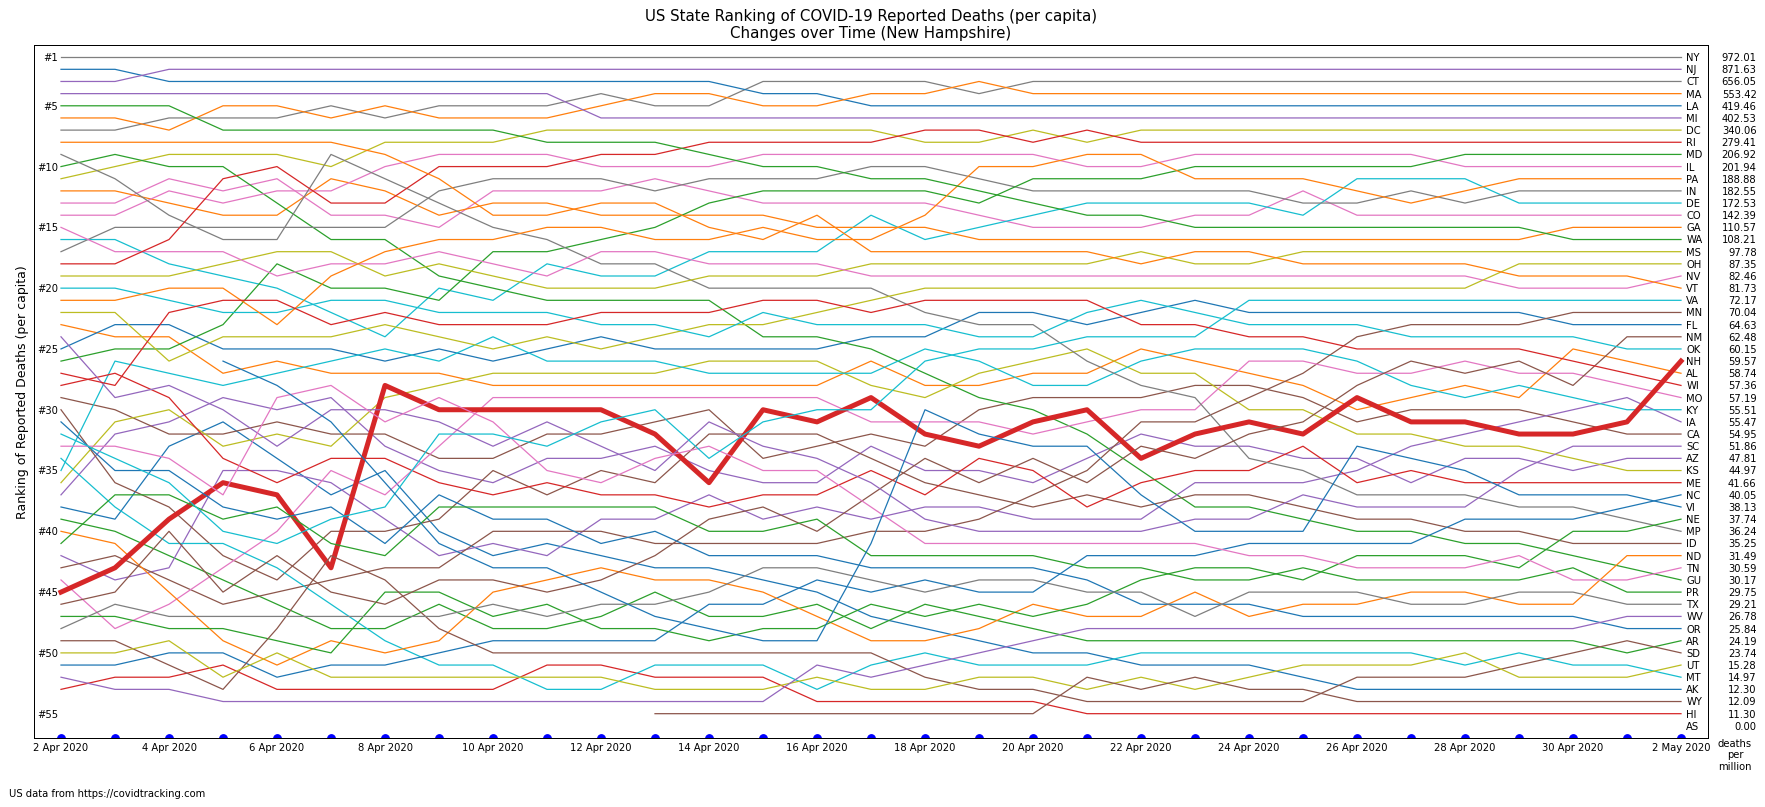 US State Ranking of COVID-19 Reported Deaths (per capita)
Changes over Time (New Hampshire)
Ranking of Reported Deaths (per capita)
#1
#5
#10
#15
#20
#25
#30
#35
#40
#45
#50
#55
NY 972.01
NJ 871.63
CT 656.05
MA 553.42
LA 419.46
MI 402.53
DC 340.06
RI 279.41
MD 206.92
IL 201.94
PA 188.88
IN 182.55
DE 172.53
CO 142.39
GA 110.57
WA 108.21
MS 97.78
OH 87.35
NV 82.46
VT 81.73
VA 72.17
MN 70.04
FL 64.63
NM 62.48
OK 60.15
NH 59.57
AL 58.74
WI 57.36
MO 57.19
KY 55.51
IA 55.47
CA 54.95
SC 51.86
AZ 47.81
KS 44.97
ME 41.66
NC 40.05
VI 38.13
NE 37.74
MP 36.24
ID 35.25
ND 31.49
TN 30.59
GU 30.17
PR 29.75
TX 29.21
WV 26.78
OR 25.84
AR 24.19
SD 23.74
UT 15.28
MT 14.97
AK 12.30
WY 12.09
HI 11.30
AS 0.00
2 Apr 2020 4 Apr 2020 6 Apr 2020 8 Apr 2020 10 Apr 2020 12 Apr 2020 14 Apr 2020 16 Apr 2020 18 Apr 2020 20 Apr 2020 22 Apr 2020 24 Apr 2020 26 Apr 2020 28 Apr 2020 30 Apr 2020 2 May 2020
deaths
per
million
US data from https://covidtracking.com